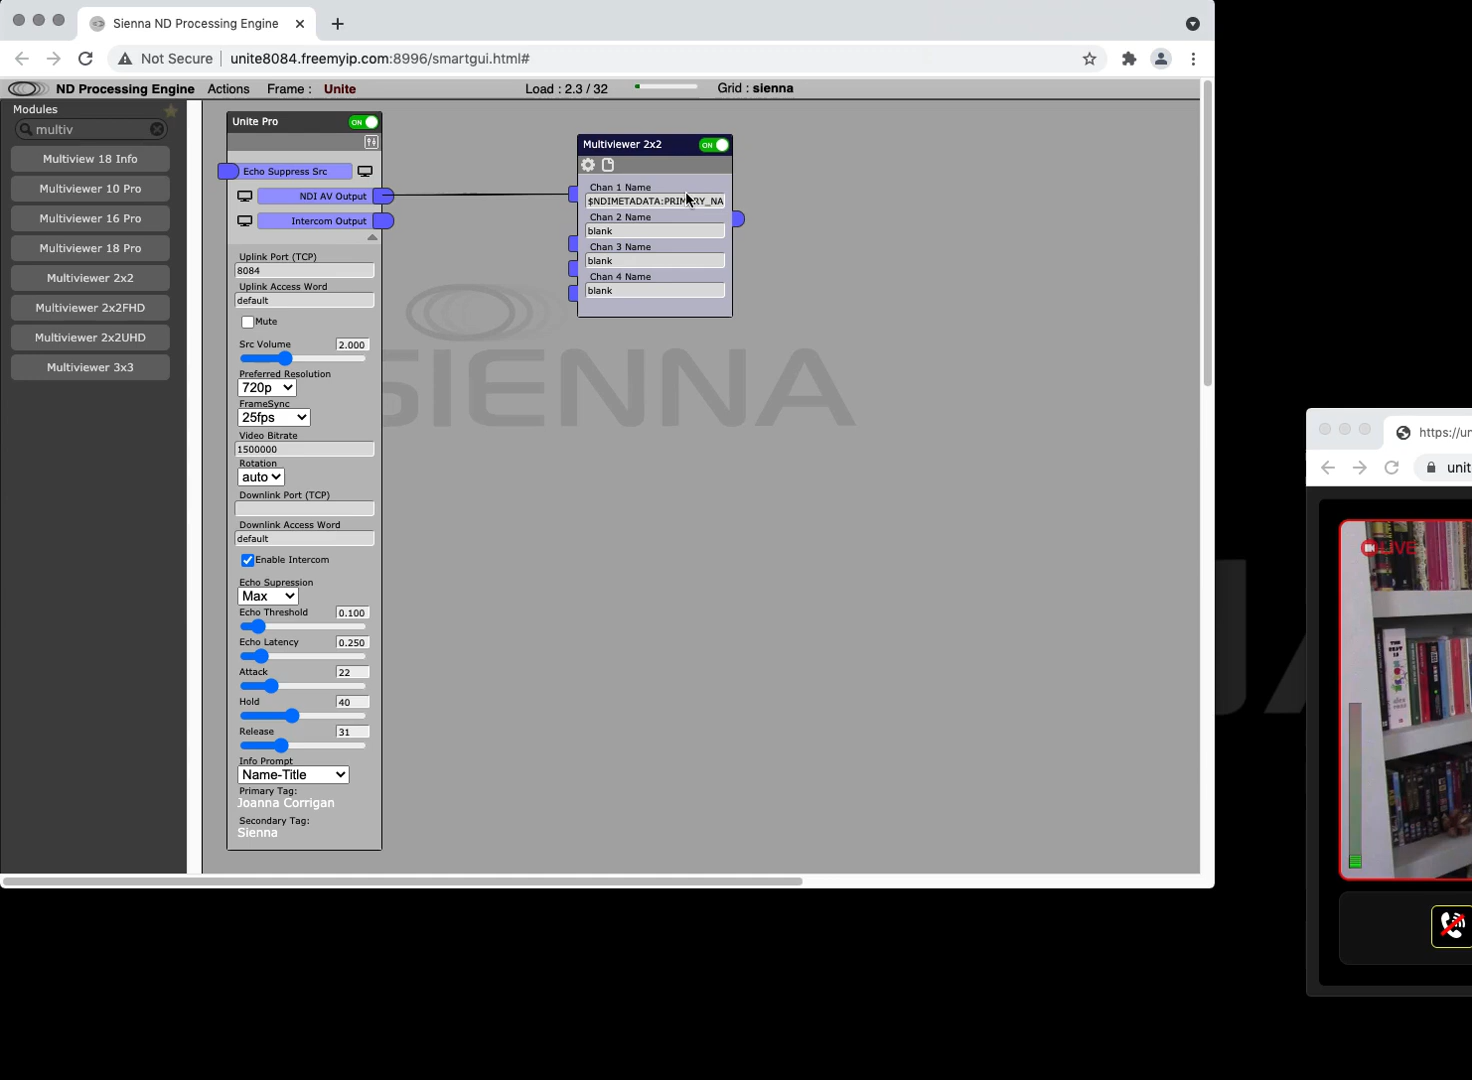 Sienna ND Processing Engine
Not Secure
unite8084.freemyip.com:8996/smartgui.html#
ND Processing Engine Actions Frame : Unite Load : 2.3 / 32 Grid : sienna
Modules
multiv
Multiview 18 Info
Multiviewer 10 Pro
Multiviewer 16 Pro
Multiviewer 18 Pro
Multiviewer 2x2
Multiviewer 2x2FHD
Multiviewer 2x2UHD
Multiviewer 3x3
Unite Pro ON
Echo Suppress Src
NDI AV Output
Intercom Output
Uplink Port (TCP)
8084
Uplink Access Word
default
Mute
Src Volume 2.000
Preferred Resolution
720p
FrameSync
25fps
Video Bitrate
1500000
Rotation
auto
Downlink Port (TCP)
Downlink Access Word
default
Enable Intercom
Echo Supression
Max
Echo Threshold 0.100
Echo Latency 0.250
Attack 22
Hold 40
Release 31
Info Prompt
Name-Title
Primary Tag:
Joanna Corrigan
Secondary Tag:
Sienna
Multiviewer 2x2 ON
Chan 1 Name
$NDIMETADATA:PRIMARY_NA
Chan 2 Name
blank
Chan 3 Name
blank
Chan 4 Name
blank
SIENNA
https://un
unit
LIVE